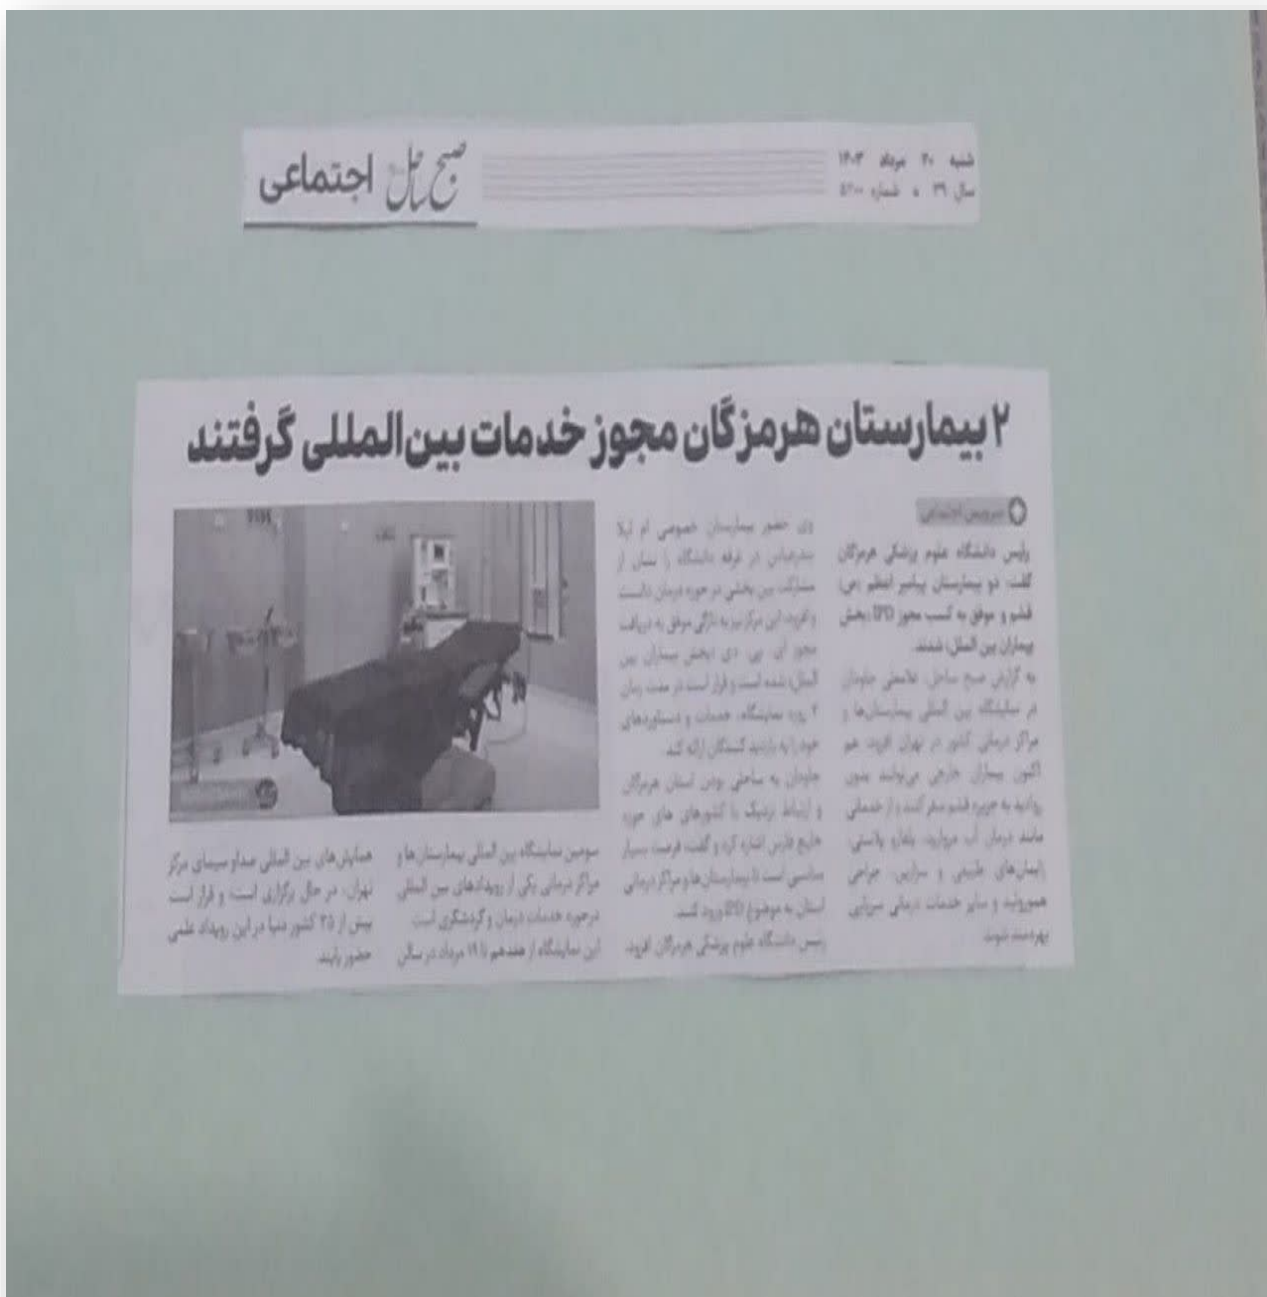 شنبه ۲۰ مرداد ۱۴۰۳
سال ۳۹ شماره
صبح ساحل اجتماعی
۲ بیمارستان هرمزگان مجوز خدمات بین‌المللی گرفتند
سرویس اجتماعی
رئیس دانشگاه علوم پزشکی هرمزگان
گفت: دو بیمارستان پیامبر اعظم (ص)
قشم و موفق به کسب مجوز IPD (بخش
بیماران بین الملل) شدند.
به گزارش صبح ساحل، غلامعلی جاودان
در نمایشگاه بین المللی بیمارستان‌ها و
مراکز درمانی کشور در تهران افزود: هم
اکنون بیماران خارجی می‌توانند بدون
روادید به جزیره قشم سفر کنند و از خدماتی
مانند درمان آب مروارید، بلفارو پلاستی،
زایمان‌های طبیعی و سزارین، جراحی
هموروئید و سایر خدمات درمانی سرپایی
بهره‌مند شوند.
وی حضور بیمارستان خصوصی ام لیلا
بندرعباس در غرفه دانشگاه را نشان از
مشارکت بین بخشی در حوزه درمان دانست
و افزود: این مرکز نیز به تازگی موفق به دریافت
مجوز آی پی دی (بخش بیماران بین
الملل) شده است و قرار است در مدت زمان
روزه نمایشگاه، خدمات و دستاوردهای
خود را به بازدید کنندگان ارائه کند.
جاودان به ساحلی بودن استان هرمزگان
و ارتباط نزدیک با کشورهای های حوزه
خلیج فارس اشاره کرد و گفت: فرصت بسیار
مناسبی است تا بیمارستان‌ها و مراکز درمانی
استان به موضوع IPD ورود کنند.
رئیس دانشگاه علوم پزشکی هرمزگان افزود:
سومین نمایشگاه بین المللی بیمارستان‌ها و
مراکز درمانی یکی از رویدادهای بین المللی
درحوزه خدمات درمان و گردشگری است.
این نمایشگاه از هفدهم تا ۱۹ مرداد در سالن
همایش‌های بین المللی صدا و سیمای مرکز
تهران، در حال برگزاری است؛ و قرار است
بیش از ۲۵ کشور دنیا در این رویداد علمی
حضور یابند.